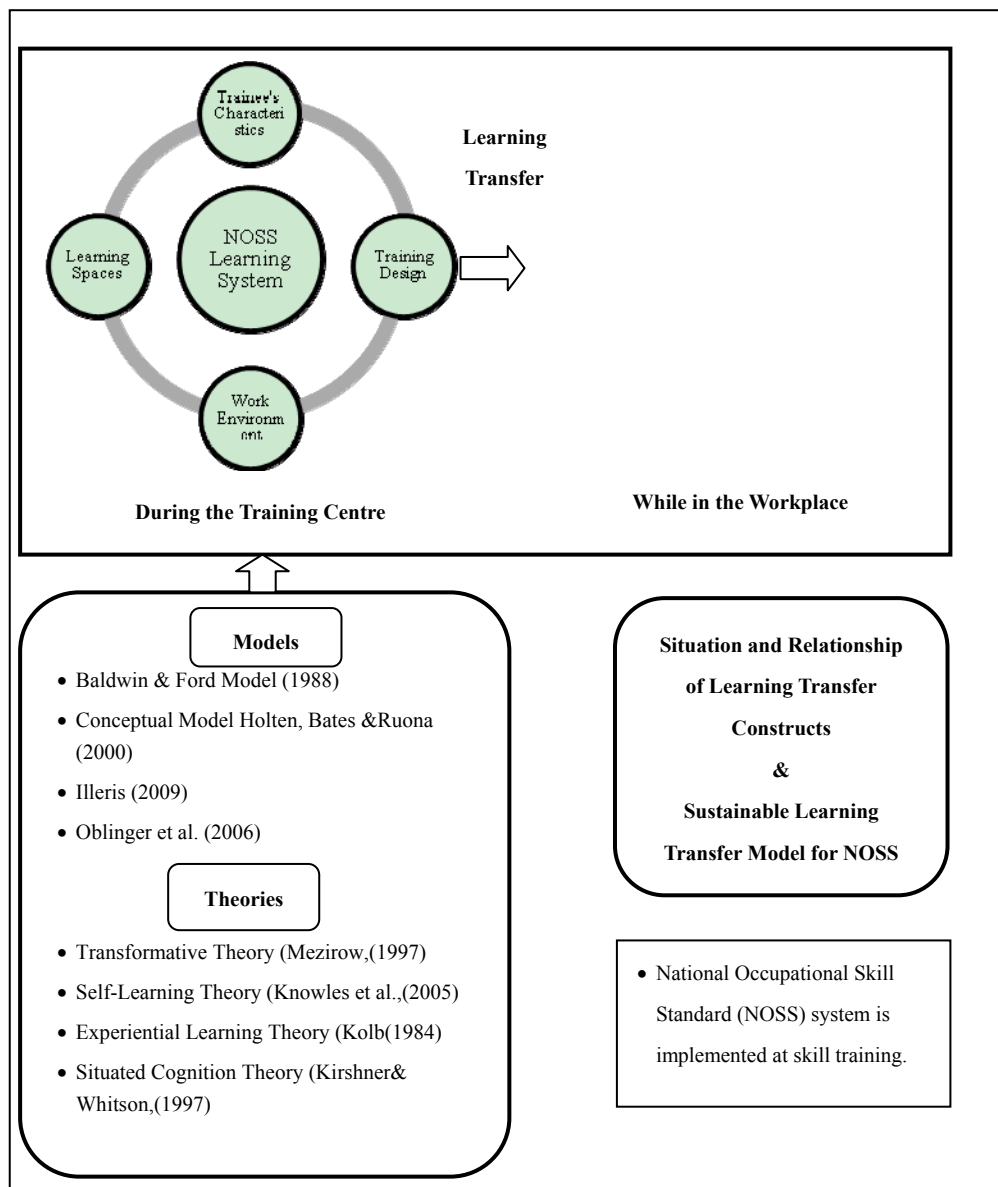 Trainee's
Characteri
stics
Learning
Transfer
NOSS
Learning
System
Learning
Spaces
Training
Design
Work
Environm
ent
During the Training Centre
While in the Workplace
Models
• Baldwin & Ford Model (1988)
• Conceptual Model Holten, Bates &Ruona
(2000)
• Illeris (2009)
• Oblinger et al. (2006)
Theories
• Transformative Theory (Mezirow,(1997)
• Self-Learning Theory (Knowles et al.,(2005)
• Experiential Learning Theory (Kolb(1984)
• Situated Cognition Theory (Kirshner&
Whitson,(1997)
Situation and Relationship
of Learning Transfer
Constructs
&
Sustainable Learning
Transfer Model for NOSS
• National Occupational Skill
Standard (NOSS) system is
implemented at skill training.